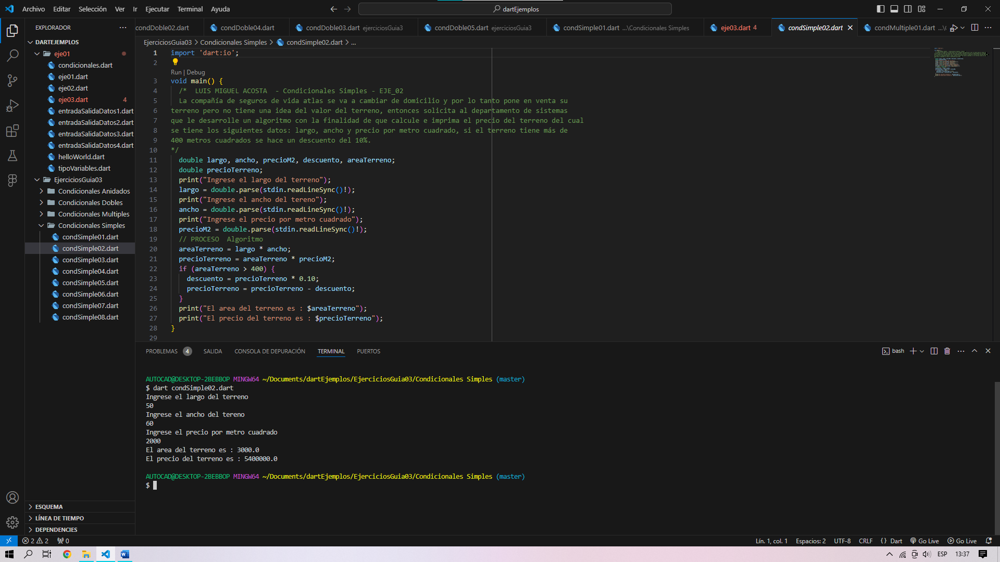 Archivo Editar Selección Ver Ir Ejecutar Terminal Ayuda
dartEjemplos
EXPLORADOR
DARTEJEMPLOS
eje01
condicionales.dart
eje01.dart
eje02.dart
eje03.dart 4
entradaSalidaDatos1.dart
entradaSalidaDatos2.dart
entradaSalidaDatos3.dart
entradaSalidaDatos4.dart
helloWorld.dart
tipoVariables.dart
EjerciciosGuia03
Condicionales Anidados
Condicionales Dobles
Condicionales Multiples
Condicionales Simples
condSimple01.dart
condSimple02.dart
condSimple03.dart
condSimple04.dart
condSimple05.dart
condSimple06.dart
condSimple07.dart
condSimple08.dart
ESQUEMA
LÍNEA DE TIEMPO
DEPENDENCIES
condDoble02.dart condDoble04.dart condDoble03.dart ejerciciosGuia3 condDoble05.dart ejerciciosGuia3 condSimple01.dart ...\Condicionales Simples eje03.dart 4 condSimple02.dart condMultiple01.dart ...\
EjerciciosGuia03 > Condicionales Simples > condSimple02.dart > ...
1 import 'dart:io';
2
Run | Debug
3 void main() {
4 /* LUIS MIGUEL ACOSTA - Condicionales Simples - EJE_02
5 La compañía de seguros de vida atlas se va a cambiar de domicilio y por lo tanto pone en venta su
6 terreno pero no tiene una idea del valor del terreno, entonces solicita al departamento de sistemas
7 que le desarrolle un algoritmo con la finalidad de que calcule e imprima el precio del terreno del cual
8 se tiene los siguientes datos: largo, ancho y precio por metro cuadrado, si el terreno tiene más de
9 400 metros cuadrados se hace un descuento del 10%.
10 */
11 double largo, ancho, precioM2, descuento, areaTerreno;
12 double precioTerreno;
13 print("Ingrese el largo del terreno");
14 largo = double.parse(stdin.readLineSync()!);
15 print("Ingrese el ancho del tereno");
16 ancho = double.parse(stdin.readLineSync()!);
17 print("Ingrese el precio por metro cuadrado");
18 precioM2 = double.parse(stdin.readLineSync()!);
19 // PROCESO Algoritmo
20 areaTerreno = largo * ancho;
21 precioTerreno = areaTerreno * precioM2;
22 if (areaTerreno > 400) {
23 descuento = precioTerreno * 0.10;
24 precioTerreno = precioTerreno - descuento;
25 }
26 print("El area del terreno es : $areaTerreno");
27 print("El precio del terreno es : $precioTerreno");
28 }
29
PROBLEMAS 4 SALIDA CONSOLA DE DEPURACIÓN TERMINAL PUERTOS
bash
AUTOCAD@DESKTOP-2BEBBOP MINGW64 ~/Documents/dartEjemplos/EjerciciosGuia03/Condicionales Simples (master)
$ dart condSimple02.dart
Ingrese el largo del terreno
50
Ingrese el ancho del tereno
60
Ingrese el precio por metro cuadrado
2000
El area del terreno es : 3000.0
El precio del terreno es : 5400000.0
AUTOCAD@DESKTOP-2BEBBOP MINGW64 ~/Documents/dartEjemplos/EjerciciosGuia03/Condicionales Simples (master)
$
2 2 0
Lín. 1, col. 1 Espacios: 2 UTF-8 CRLF {} Dart Go Live Go Live
ESP 13:37